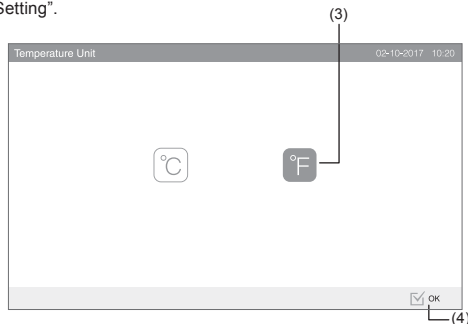 Setting".
(3)
Temperature Unit 02-10-2017 10:20
°C °F
OK
(4)